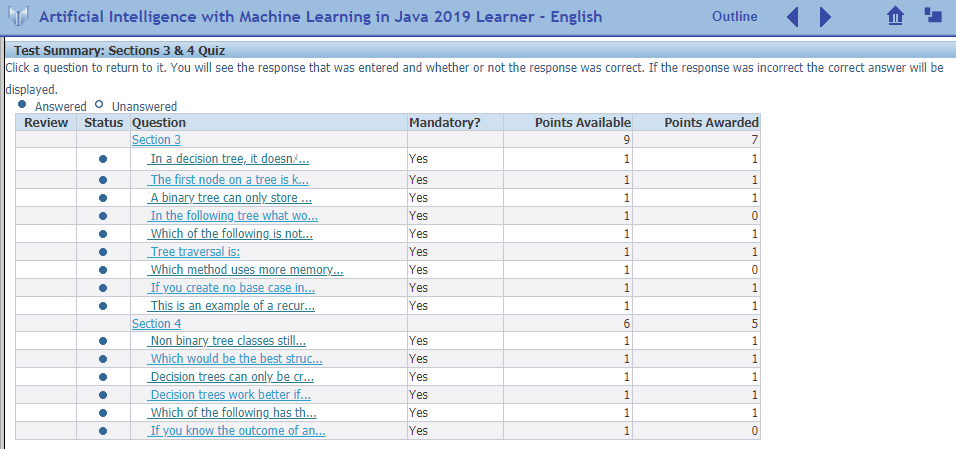 Artificial Intelligence with Machine Learning in Java 2019 Learner - English Outline
Test Summary: Sections 3 & 4 Quiz
Click a question to return to it. You will see the response that was entered and whether or not the response was correct. If the response was incorrect the correct answer will be
displayed.
Answered Unanswered
Review Status Question Mandatory? Points Available Points Awarded
Section 3 9 7
In a decision tree, it doesn... Yes 1 1
The first node on a tree is k... Yes 1 1
A binary tree can only store ... Yes 1 1
In the following tree what wo... Yes 1 0
Which of the following is not... Yes 1 1
Tree traversal is: Yes 1 1
Which method uses more memory... Yes 1 0
If you create no base case in... Yes 1 1
This is an example of a recur... Yes 1 1
Section 4 6 5
Non binary tree classes still... Yes 1 1
Which would be the best struc... Yes 1 1
Decision trees can only be cr... Yes 1 1
Decision trees work better if... Yes 1 1
Which of the following has th... Yes 1 1
If you know the outcome of an... Yes 1 0